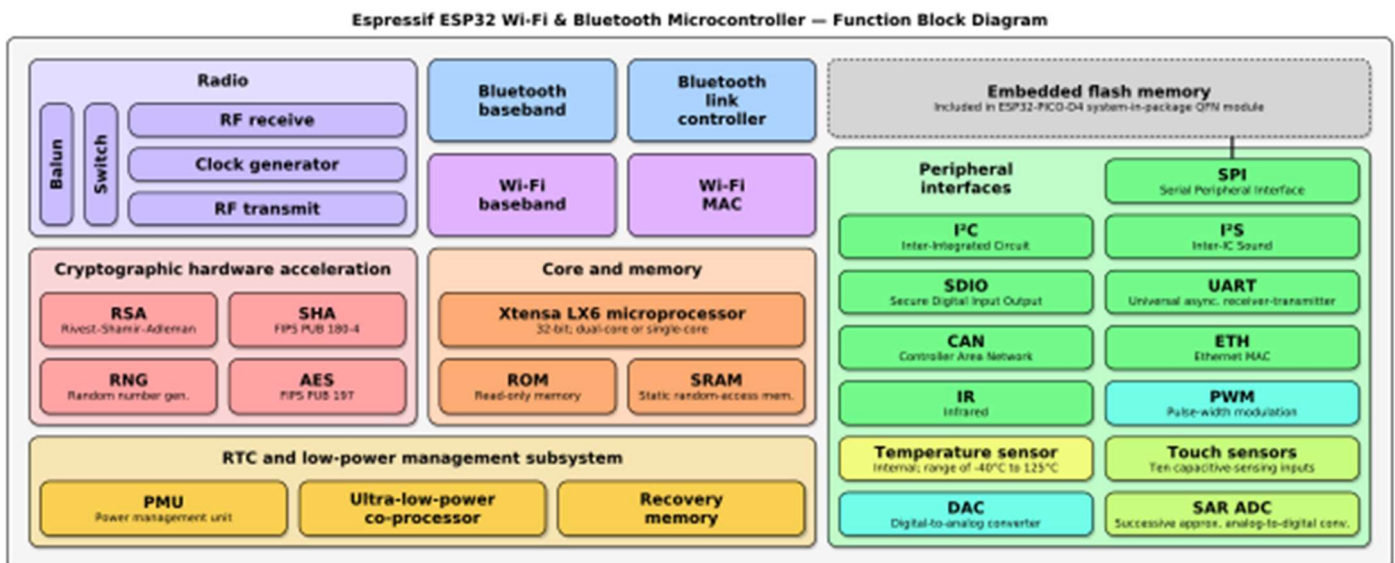 Espressif ESP32 Wi-Fi & Bluetooth Microcontroller — Function Block Diagram
Radio
Balun
Switch
RF receive
Clock generator
RF transmit
Bluetooth
baseband
Bluetooth
link
controller
Wi-Fi
baseband
Wi-Fi
MAC
Embedded flash memory
Included in ESP32-PICO-D4 system-in-package QFN module
Cryptographic hardware acceleration
RSA
Rivest-Shamir-Adleman
SHA
FIPS PUB 180-4
RNG
Random number gen.
AES
FIPS PUB 197
Core and memory
Xtensa LX6 microprocessor
32-bit; dual-core or single-core
ROM
Read-only memory
SRAM
Static random-access mem.
RTC and low-power management subsystem
PMU
Power management unit
Ultra-low-power
co-processor
Recovery
memory
Peripheral
interfaces
SPI
Serial Peripheral Interface
I²C
Inter-Integrated Circuit
I²S
Inter-IC Sound
SDIO
Secure Digital Input Output
UART
Universal async. receiver-transmitter
CAN
Controller Area Network
ETH
Ethernet MAC
IR
Infrared
PWM
Pulse-width modulation
Temperature sensor
Internal; range of -40°C to 125°C
Touch sensors
Ten capacitive-sensing inputs
DAC
Digital-to-analog converter
SAR ADC
Successive approx. analog-to-digital conv.